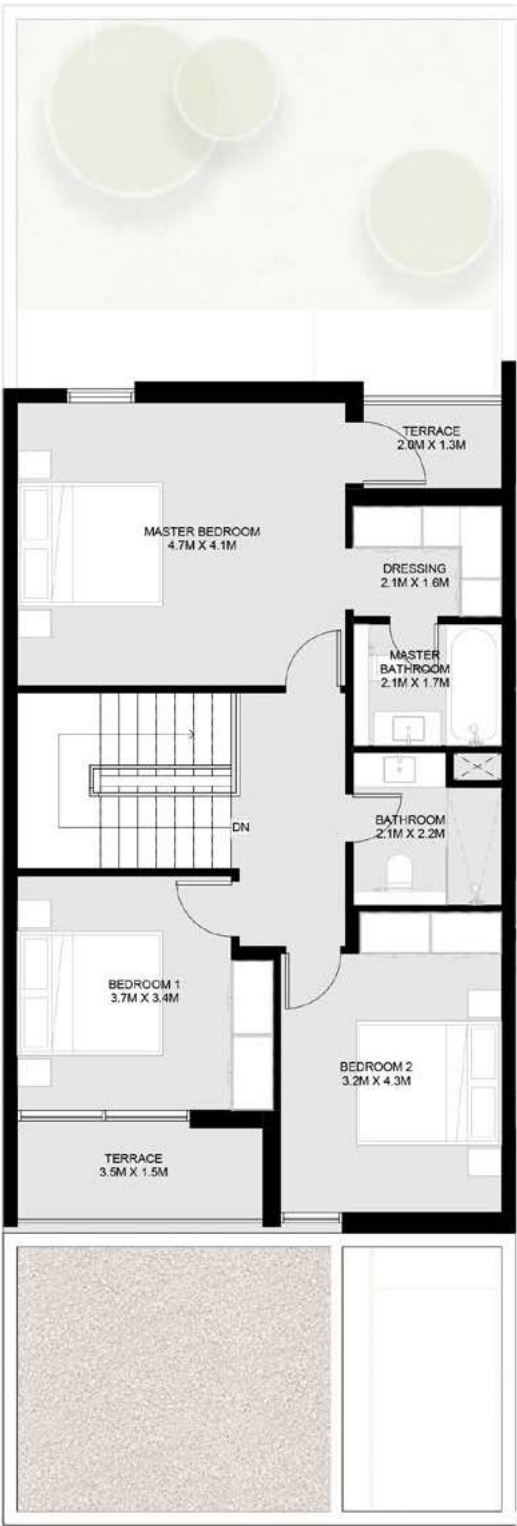 TERRACE
2.0M X 1.3M
MASTER BEDROOM
4.7M X 4.1M
DRESSING
2.1M X 1.6M
MASTER
BATHROOM
2.1M X 1.7M
DN
BATHROOM
2.1M X 2.2M
BEDROOM 1
3.7M X 3.4M
BEDROOM 2
3.2M X 4.3M
TERRACE
3.5M X 1.5M